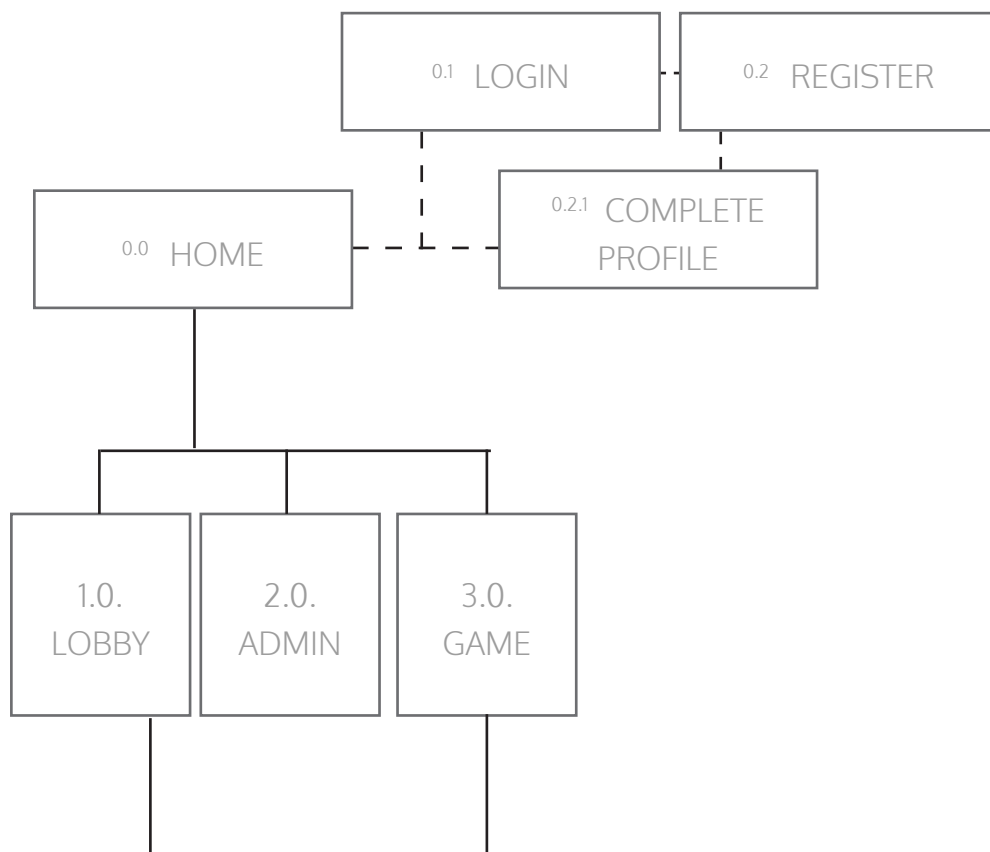 0.1 LOGIN
0.2 REGISTER
0.2.1 COMPLETE
PROFILE
0.0 HOME
1.0.
LOBBY
2.0.
ADMIN
3.0.
GAME